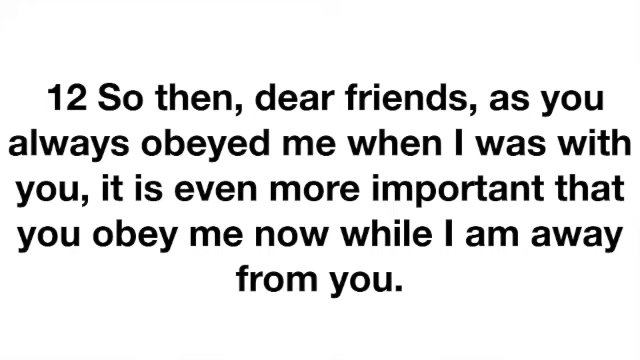 12 So then, dear friends, as you
always obeyed me when I was with
you, it is even more important that
you obey me now while I am away
from you.